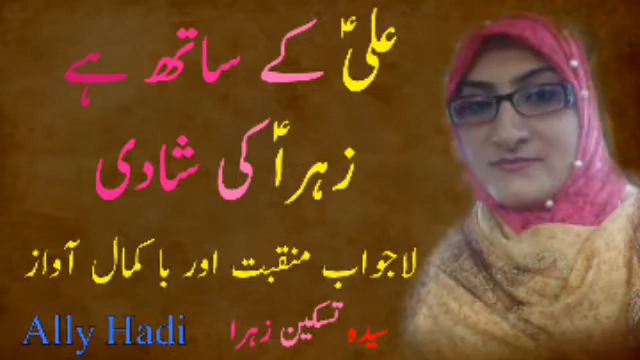 علیؑ کے ساتھ ہے
زہراؑ کی شادی
لاجواب منقبت اور باکمال آواز
سیدہ تسکین زہرا Ally Hadi